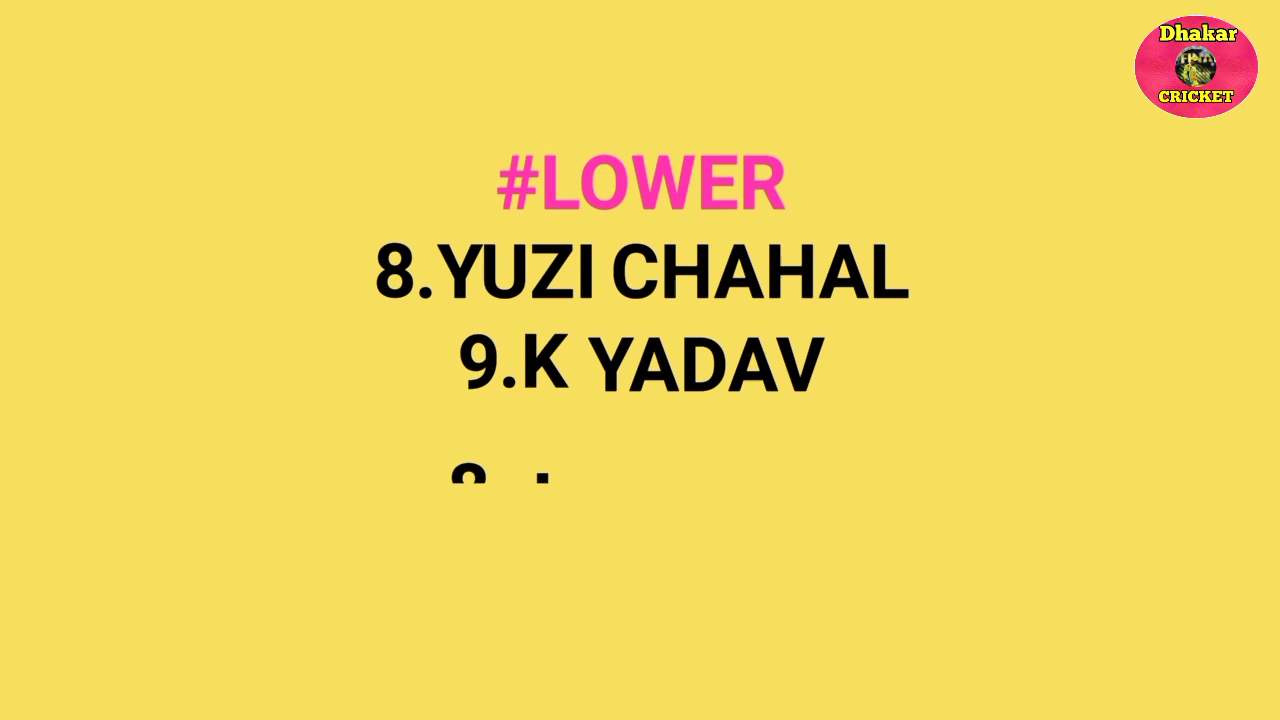 Dhakar
CRICKET
#LOWER
8.YUZI CHAHAL
9.K YADAV